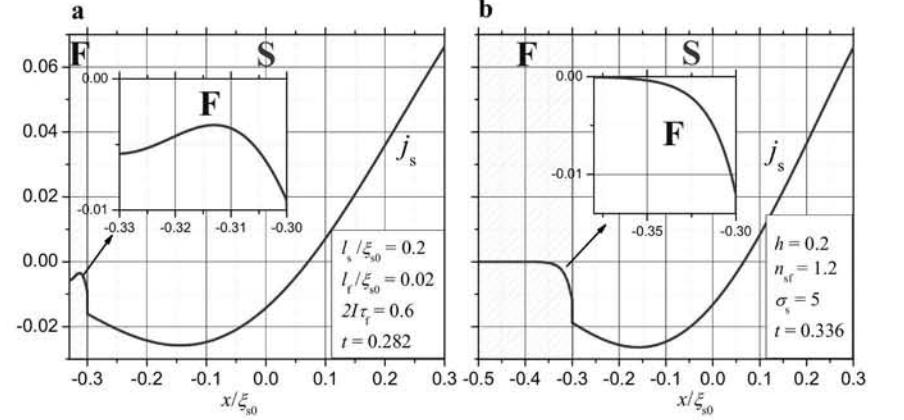 a
F
S
0.06
0.04
0.02
0.00
-0.02
0.00
F
-0.01
-0.33
-0.32
-0.31
-0.30
j_s
l_s/ξ_s0 = 0.2
l_f/ξ_s0 = 0.02
2Iτ_f = 0.6
t = 0.282
-0.3
-0.2
-0.1
0.0
0.1
0.2
0.3
x/ξ_s0
b
F
S
0.00
F
-0.01
-0.35
-0.30
j_s
h = 0.2
n_sf = 1.2
σ_s = 5
t = 0.336
-0.5
-0.4
-0.3
-0.2
-0.1
0.0
0.1
0.2
0.3
x/ξ_s0